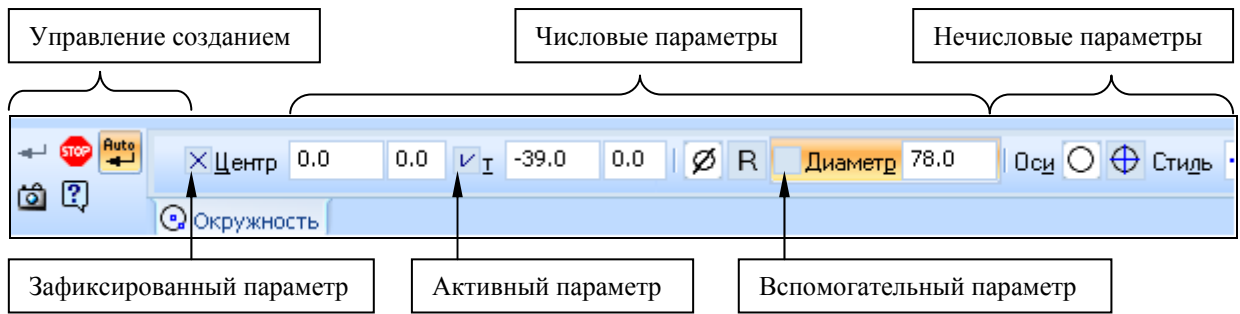 Управление созданием
Числовые параметры
Нечисловые параметры
STOP Auto Центр 0.0 0.0 т -39.0 0.0 Ø R Диаметр 78.0 Оси Стиль
?
Окружность
Зафиксированный параметр
Активный параметр
Вспомогательный параметр